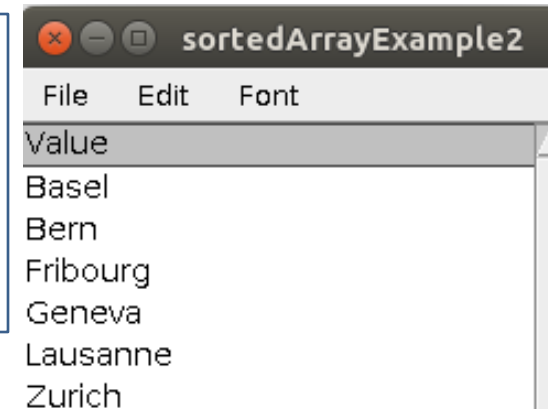 sortedArrayExample2
File Edit Font
Value
Basel
Bern
Fribourg
Geneva
Lausanne
Zurich